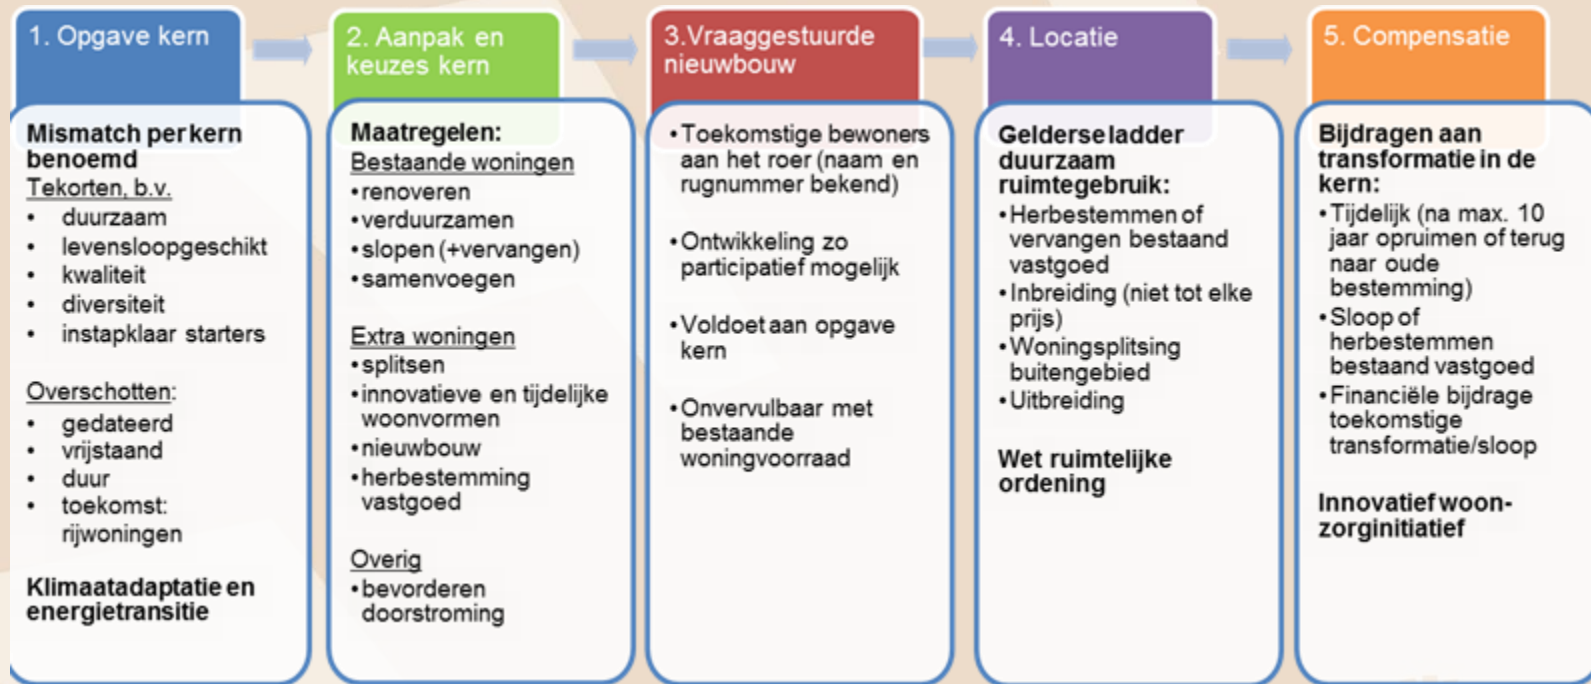 1. Opgave kern
Mismatch per kern
benoemd
Tekorten, b.v.
• duurzaam
• levensloopgeschikt
• kwaliteit
• diversiteit
• instapklaar starters
Overschotten:
• gedateerd
• vrijstaand
• duur
• toekomst:
rijwoningen
Klimaatadaptatie en
energietransitie
2. Aanpak en
keuzes kern
Maatregelen:
Bestaande woningen
• renoveren
• verduurzamen
• slopen (+vervangen)
• samenvoegen
Extra woningen
• splitsen
• innovatieve en tijdelijke
woonvormen
• nieuwbouw
• herbestemming
vastgoed
Overig
• bevorderen
doorstroming
3.Vraaggestuurde
nieuwbouw
• Toekomstige bewoners
aan het roer (naam en
rugnummer bekend)
• Ontwikkeling zo
participatief mogelijk
• Voldoet aan opgave
kern
• Onvervulbaar met
bestaande
woningvoorraad
4. Locatie
Gelderse ladder
duurzaam
ruimtegebruik:
• Herbestemmen of
vervangen bestaand
vastgoed
• Inbreiding (niet tot elke
prijs)
• Woningsplitsing
buitengebied
• Uitbreiding
Wet ruimtelijke
ordening
5. Compensatie
Bijdragen aan
transformatie in de
kern:
• Tijdelijk (na max. 10
jaar opruimen of terug
naar oude
bestemming)
• Sloop of
herbestemmen
bestaand vastgoed
• Financiële bijdrage
toekomstige
transformatie/sloop
Innovatief woon-
zorginitiatief